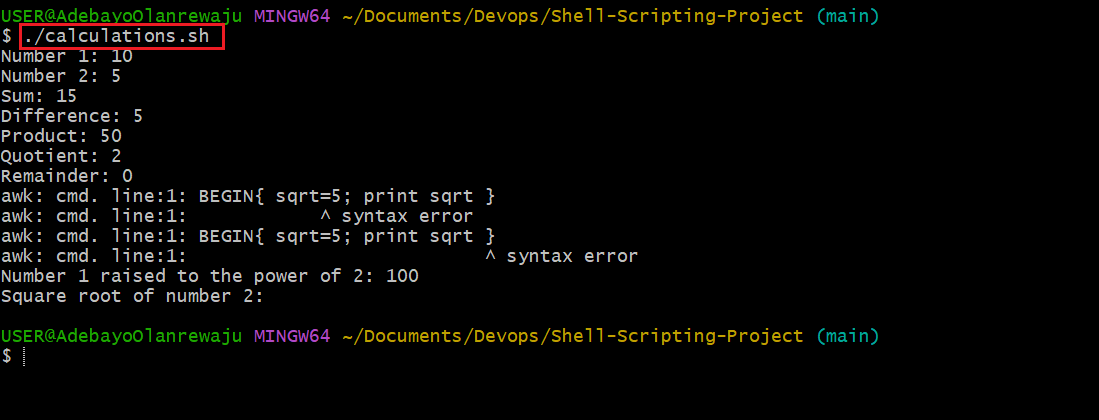 USER@AdebayoOlanrewaju MINGW64 ~/Documents/Devops/Shell-Scripting-Project (main)
$ ./calculations.sh
Number 1: 10
Number 2: 5
Sum: 15
Difference: 5
Product: 50
Quotient: 2
Remainder: 0
awk: cmd. line:1: BEGIN{ sqrt=5; print sqrt }
awk: cmd. line:1:            ^ syntax error
awk: cmd. line:1: BEGIN{ sqrt=5; print sqrt }
awk: cmd. line:1:                           ^ syntax error
Number 1 raised to the power of 2: 100
Square root of number 2:
USER@AdebayoOlanrewaju MINGW64 ~/Documents/Devops/Shell-Scripting-Project (main)
$